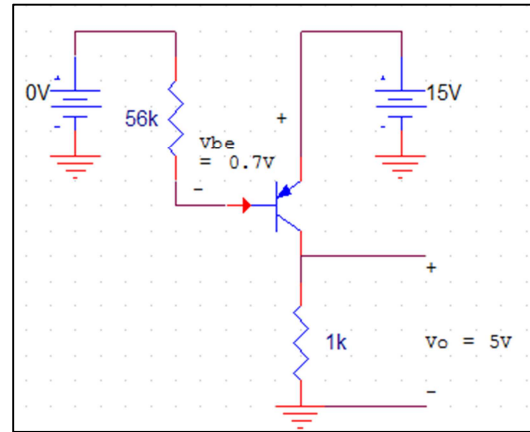 0V
15V
56k
+
Vbe
= 0.7V
-
+
1k
Vo = 5V
-